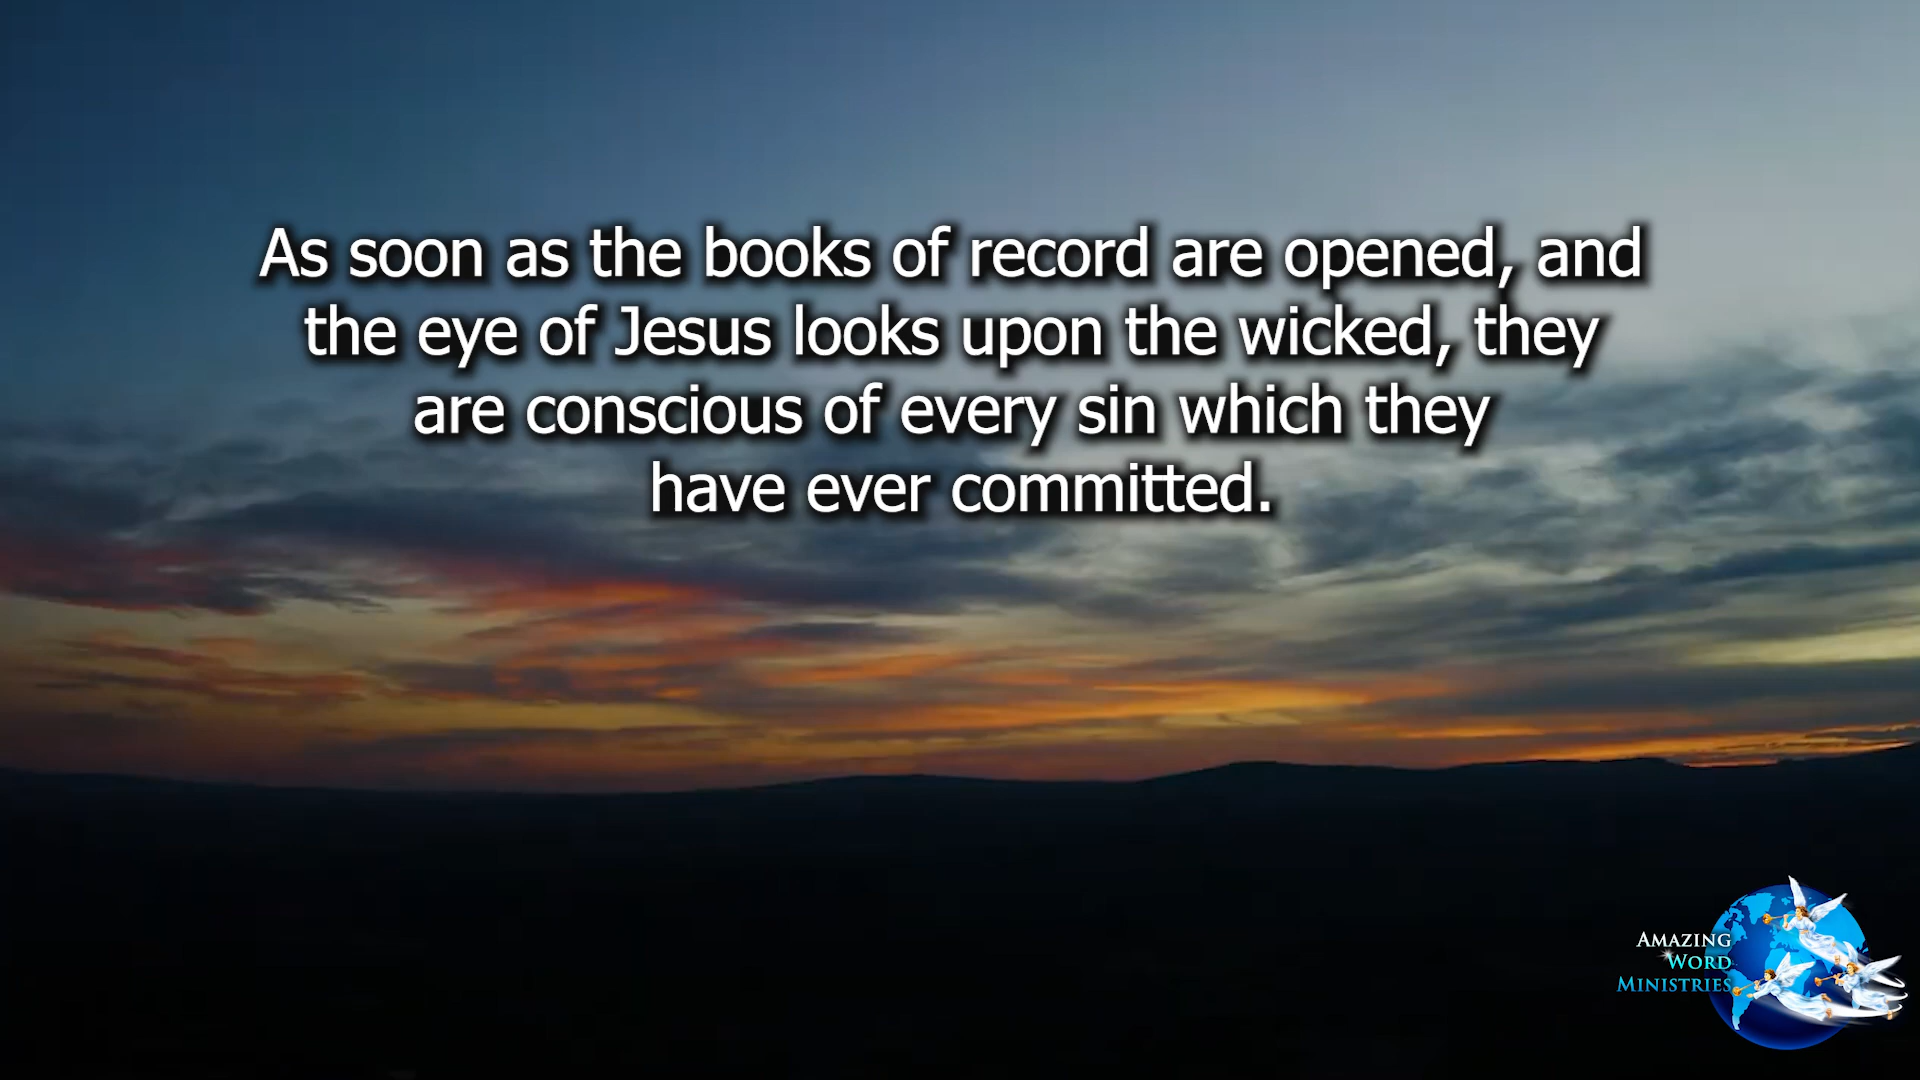 As soon as the books of record are opened, and
the eye of Jesus looks upon the wicked, they
are conscious of every sin which they
have ever committed.
AMAZING
WORD
MINISTRIES